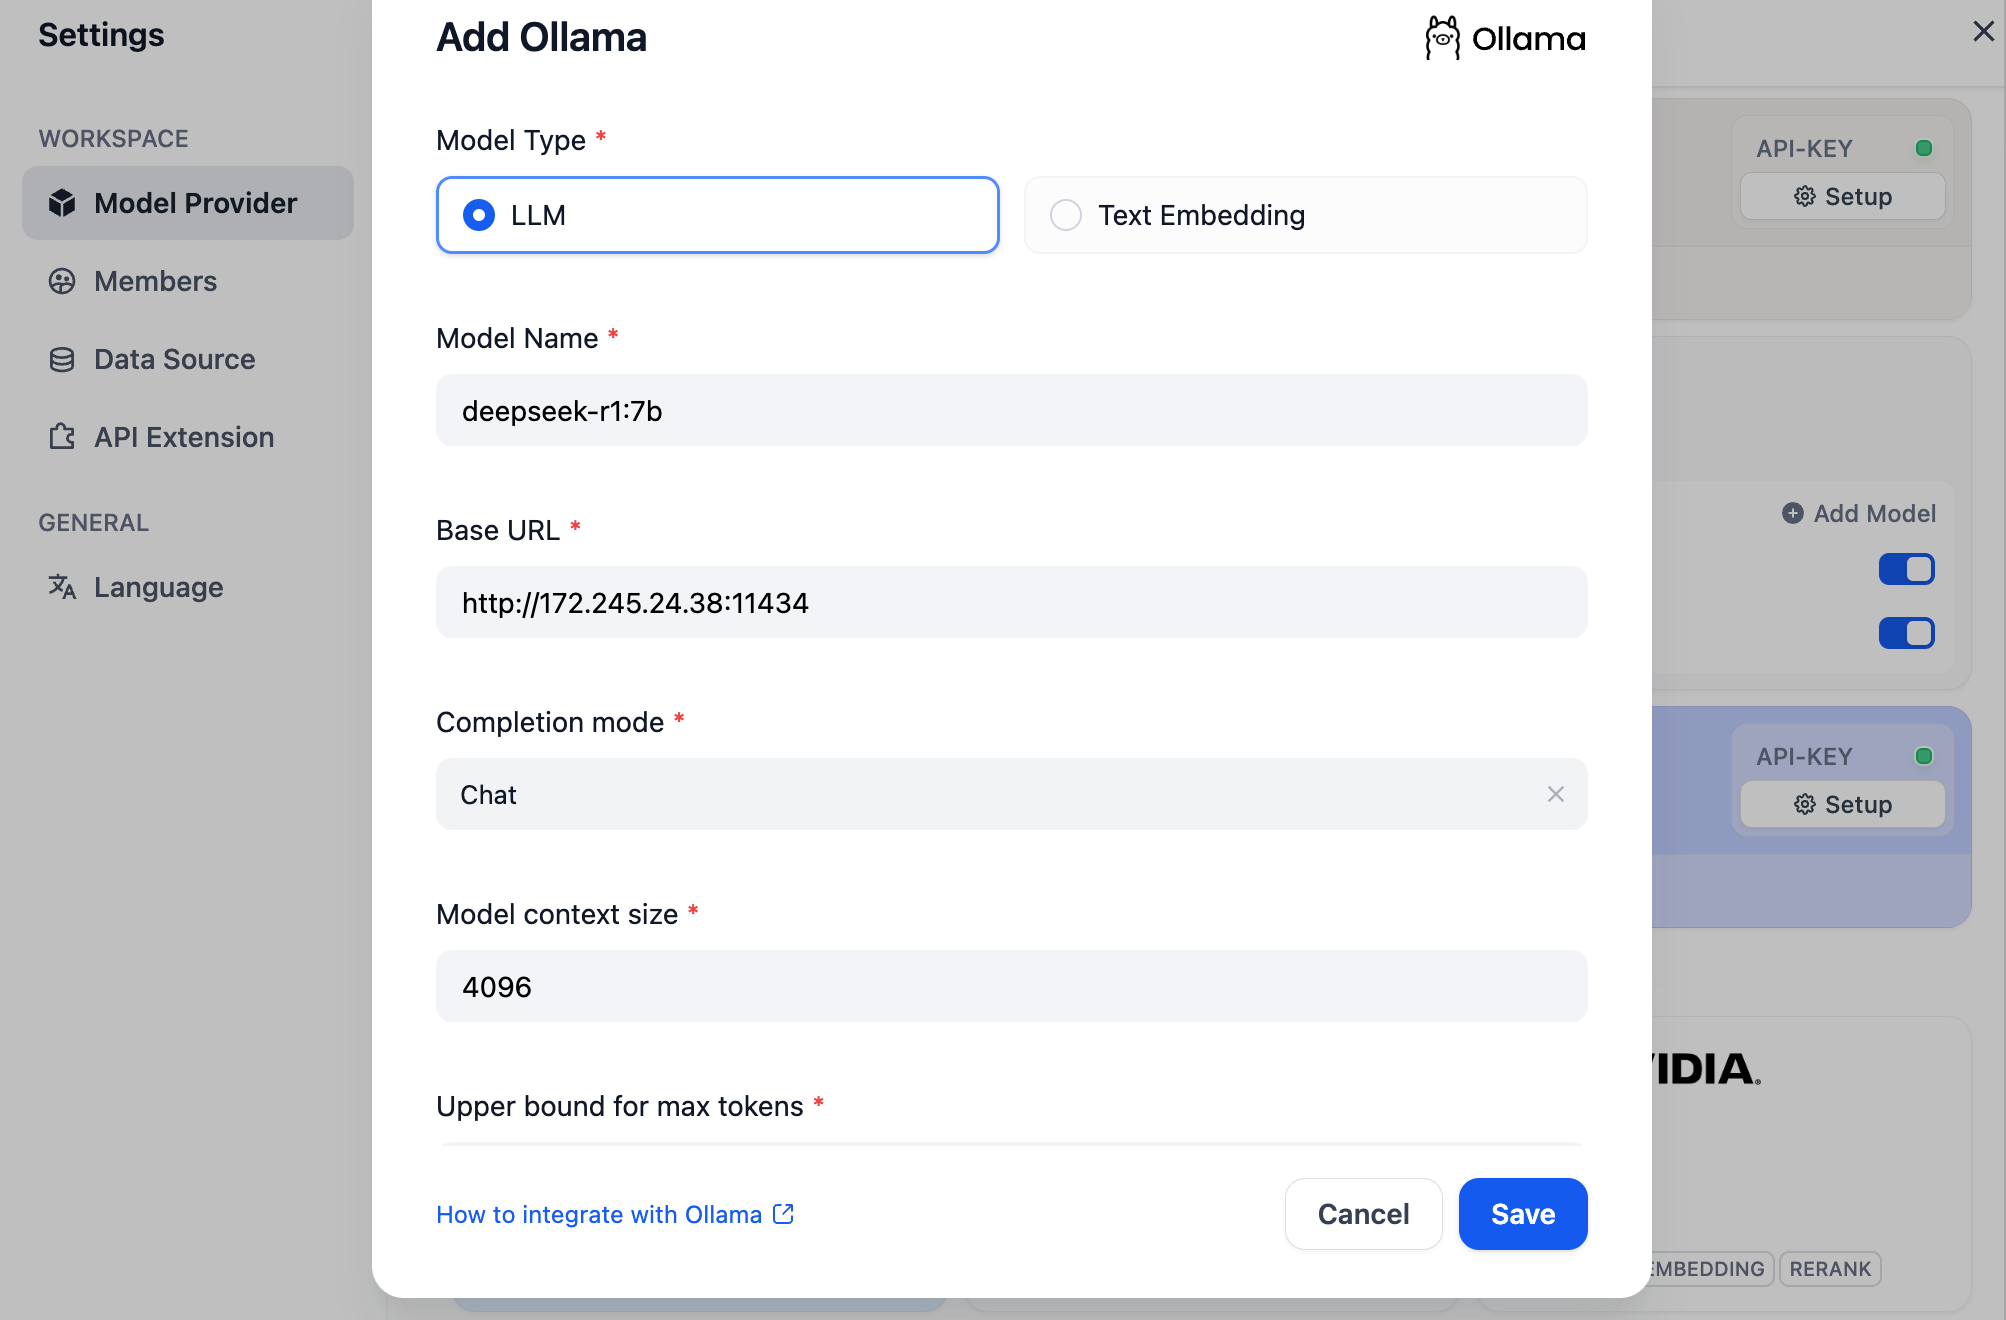 Settings
WORKSPACE
Model Provider
Members
Data Source
API Extension
GENERAL
Language
Add Ollama
Ollama
Model Type *
LLM
Text Embedding
Model Name *
deepseek-r1:7b
Base URL *
http://172.245.24.38:11434
Completion mode *
Chat
Model context size *
4096
Upper bound for max tokens *
How to integrate with Ollama
Cancel
Save
API-KEY
Setup
Add Model
API-KEY
Setup
VIDIA.
EMBEDDING
RERANK